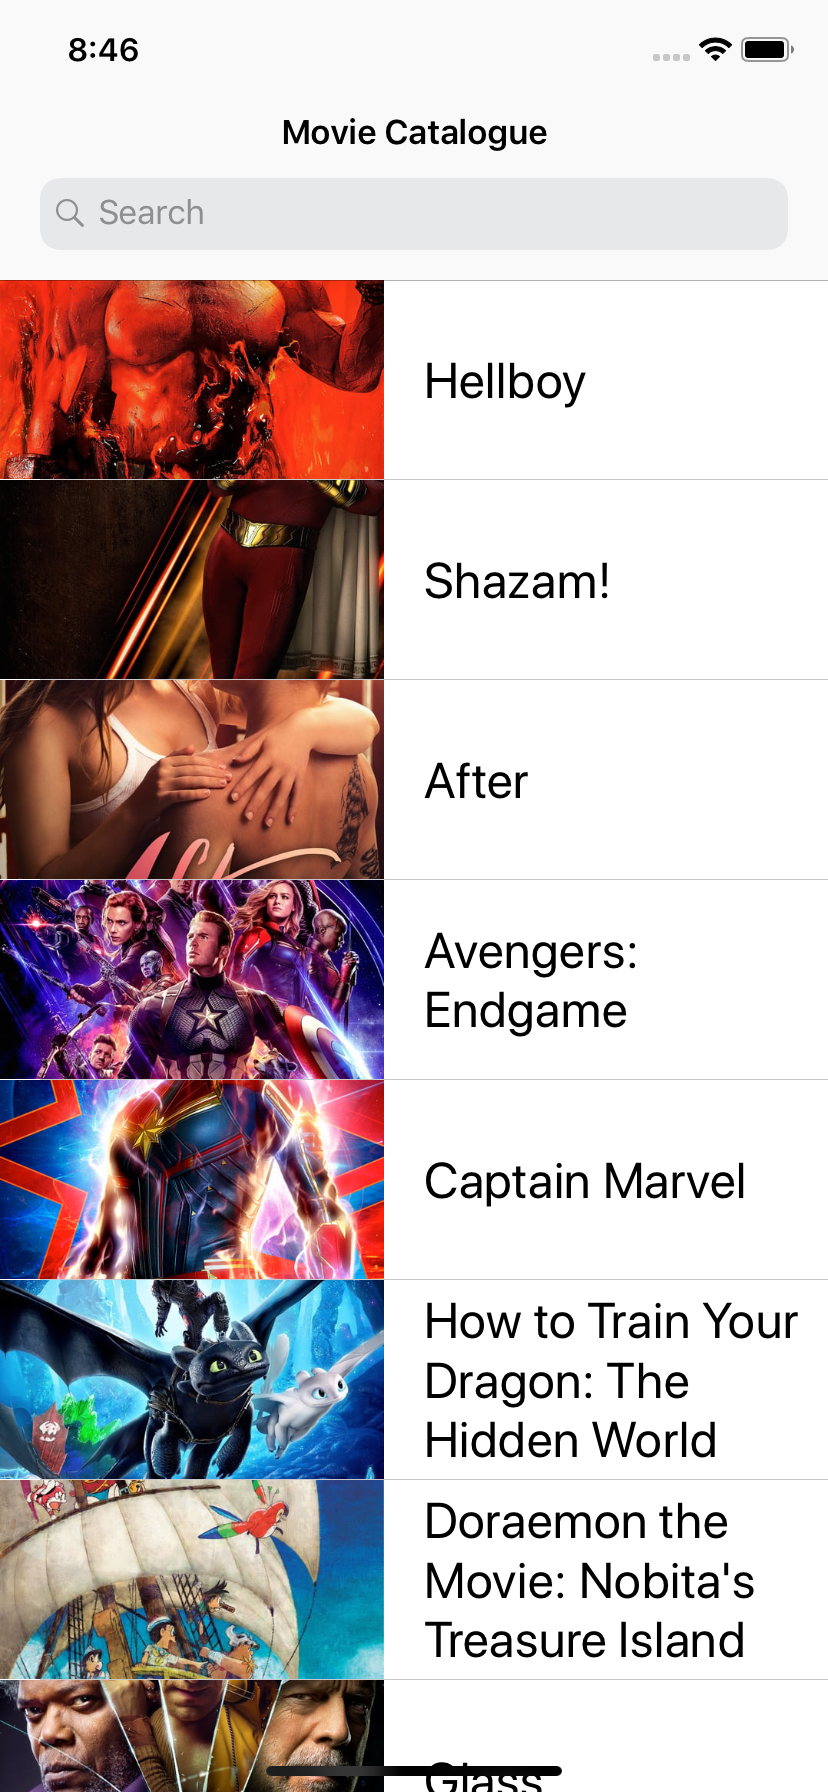 8:46
Movie Catalogue
Search
Hellboy
Shazam!
After
Avengers:
Endgame
Captain Marvel
How to Train Your
Dragon: The
Hidden World
Doraemon the
Movie: Nobita's
Treasure Island
Glass